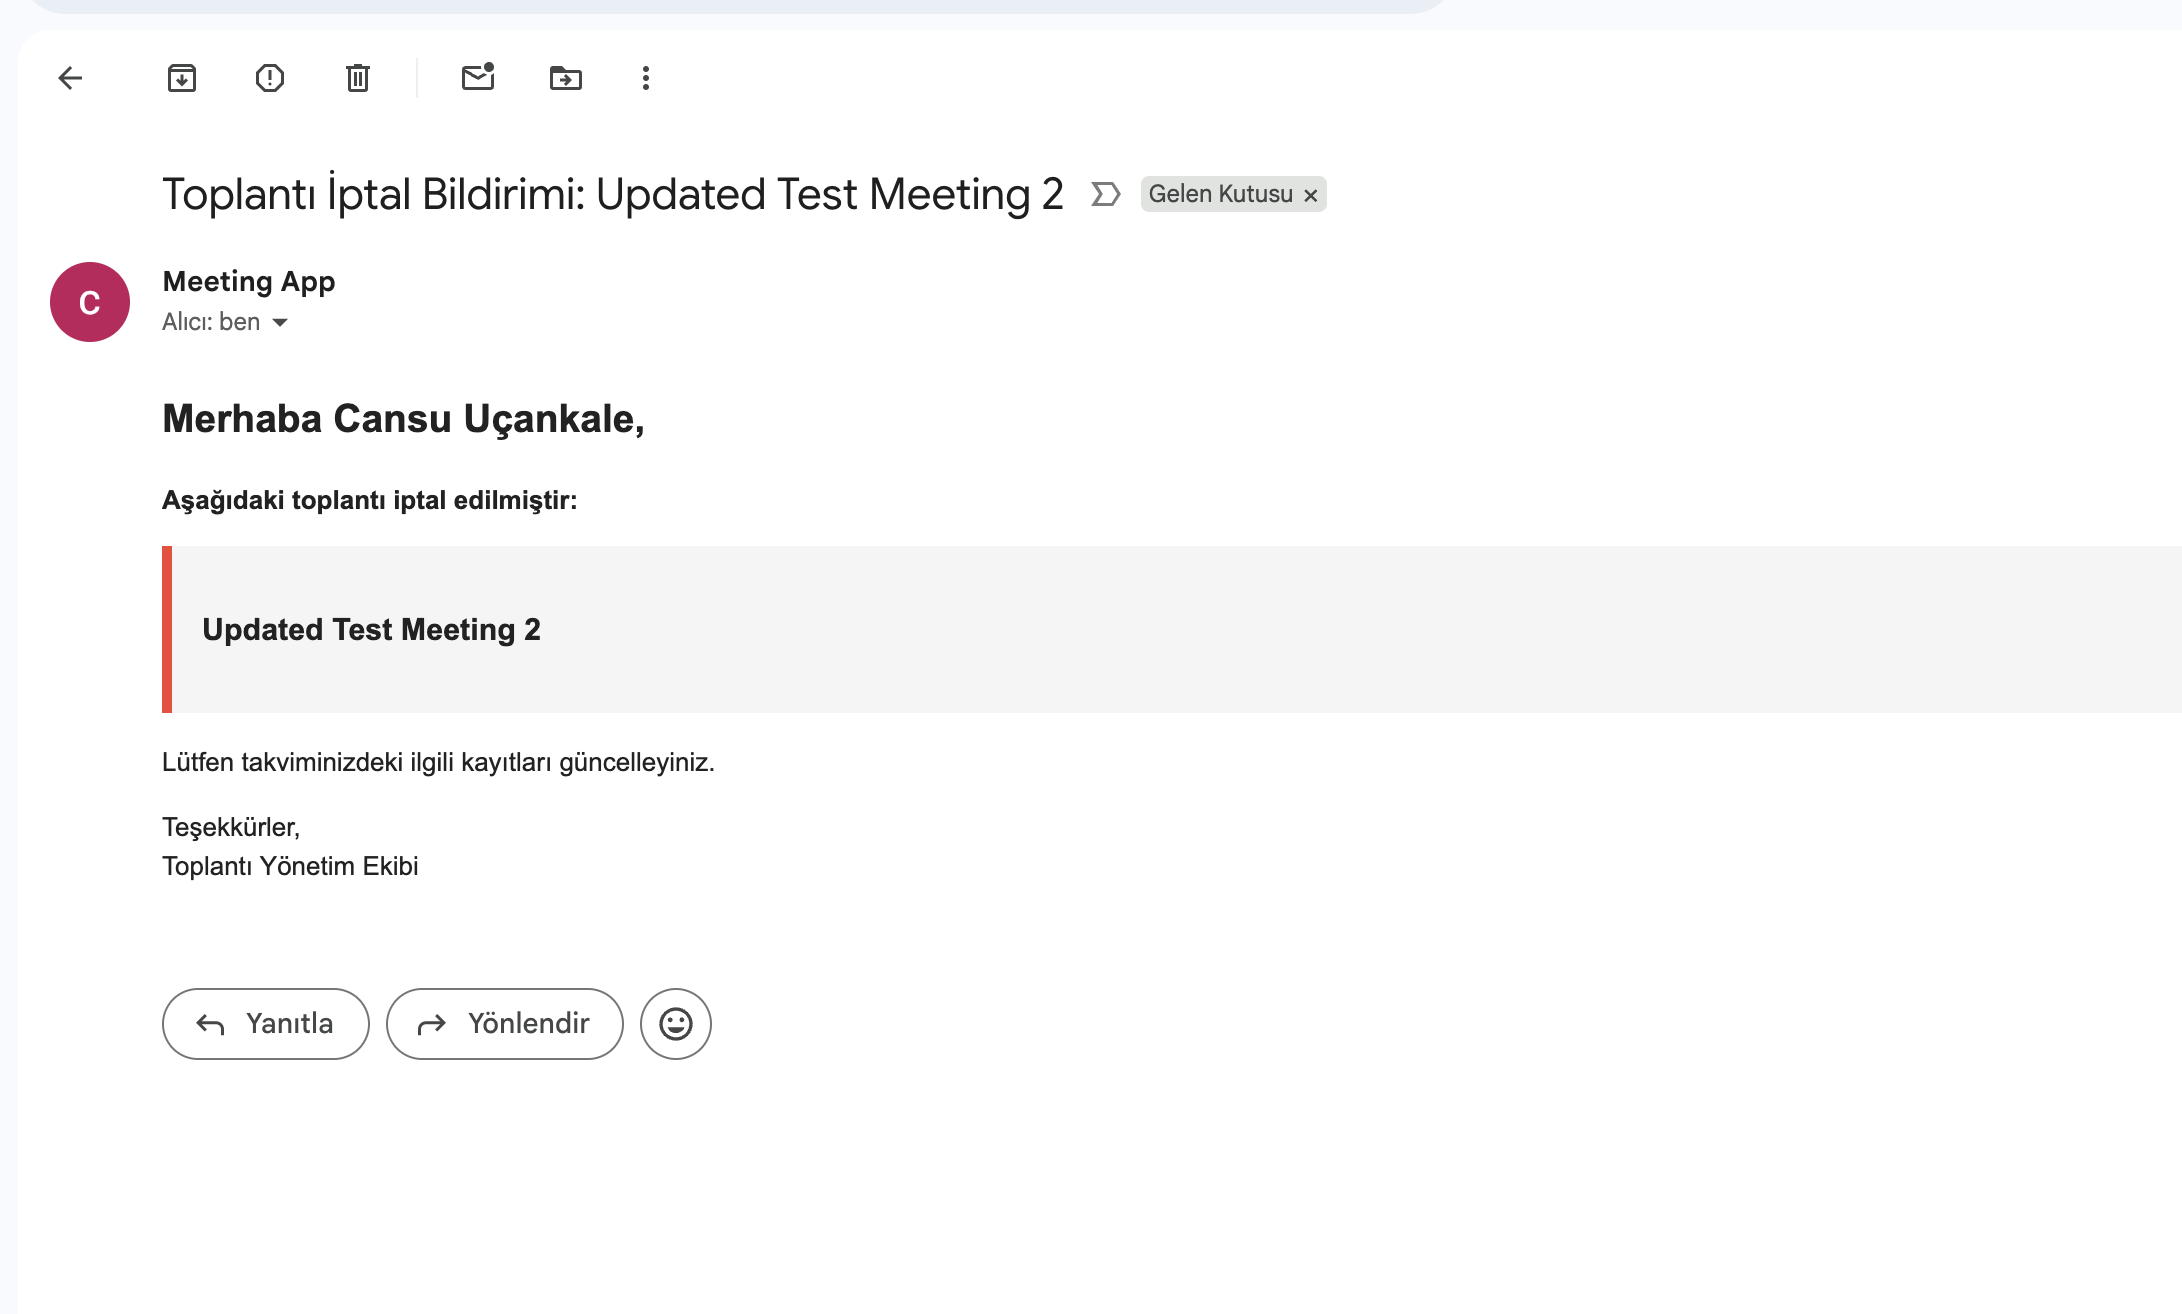 Toplantı İptal Bildirimi: Updated Test Meeting 2 Gelen Kutusu ×
C
Meeting App
Alıcı: ben
Merhaba Cansu Uçankale,
Aşağıdaki toplantı iptal edilmiştir:
Updated Test Meeting 2
Lütfen takviminizdeki ilgili kayıtları güncelleyiniz.
Teşekkürler,
Toplantı Yönetim Ekibi
Yanıtla Yönlendir